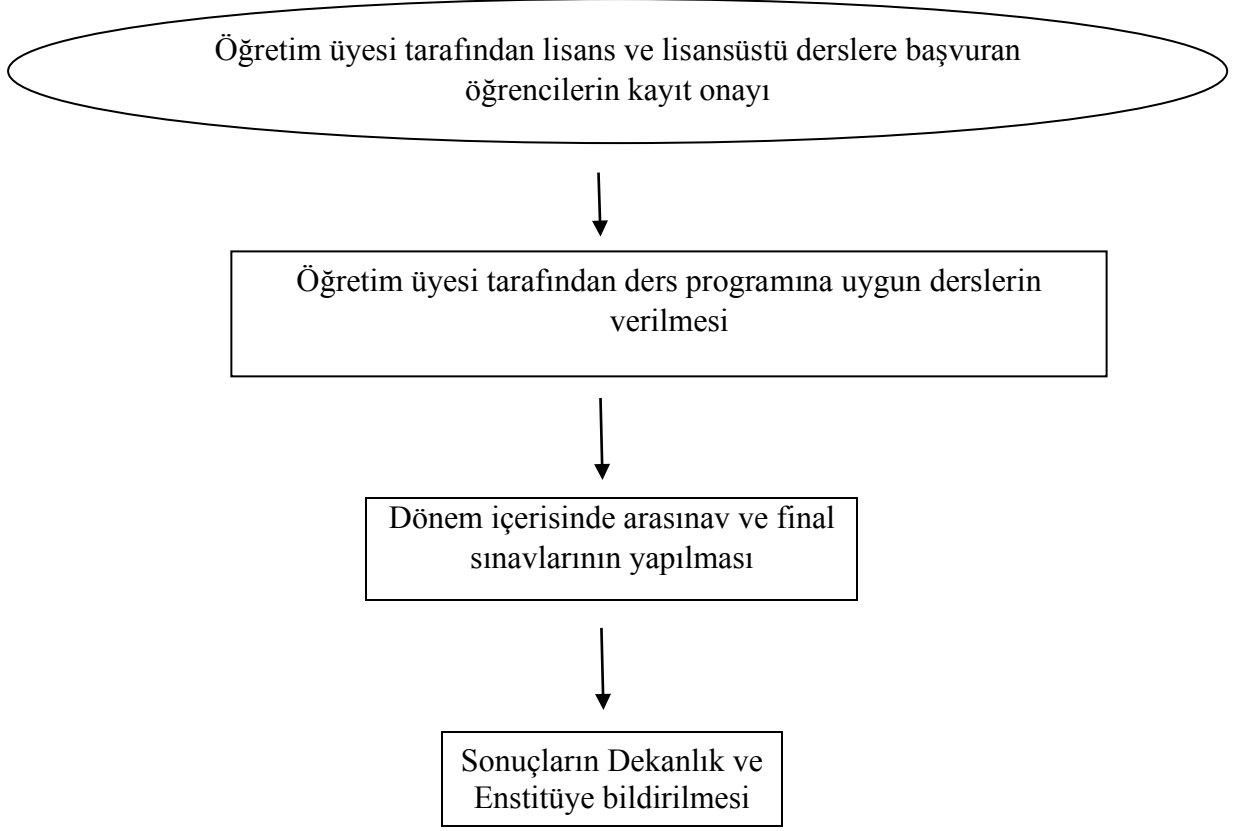 Öğretim üyesi tarafından lisans ve lisansüstü derslere başvuran
öğrencilerin kayıt onayı
Öğretim üyesi tarafından ders programına uygun derslerin
verilmesi
Dönem içerisinde arasınav ve final
sınavlarının yapılması
Sonuçların Dekanlık ve
Enstitüye bildirilmesi